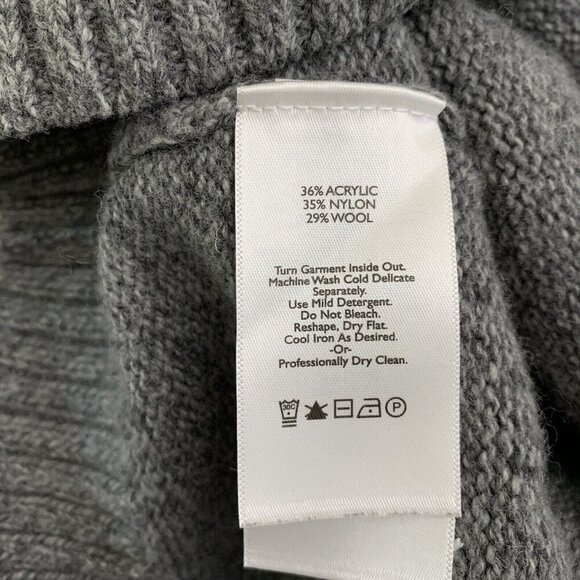 36% ACRYLIC
35% NYLON
29% WOOL
Turn Garment Inside Out.
Machine Wash Cold Delicate
Separately.
Use Mild Detergent.
Do Not Bleach.
Reshape, Dry Flat.
Cool Iron As Desired.
-Or-
Professionally Dry Clean.
30C P